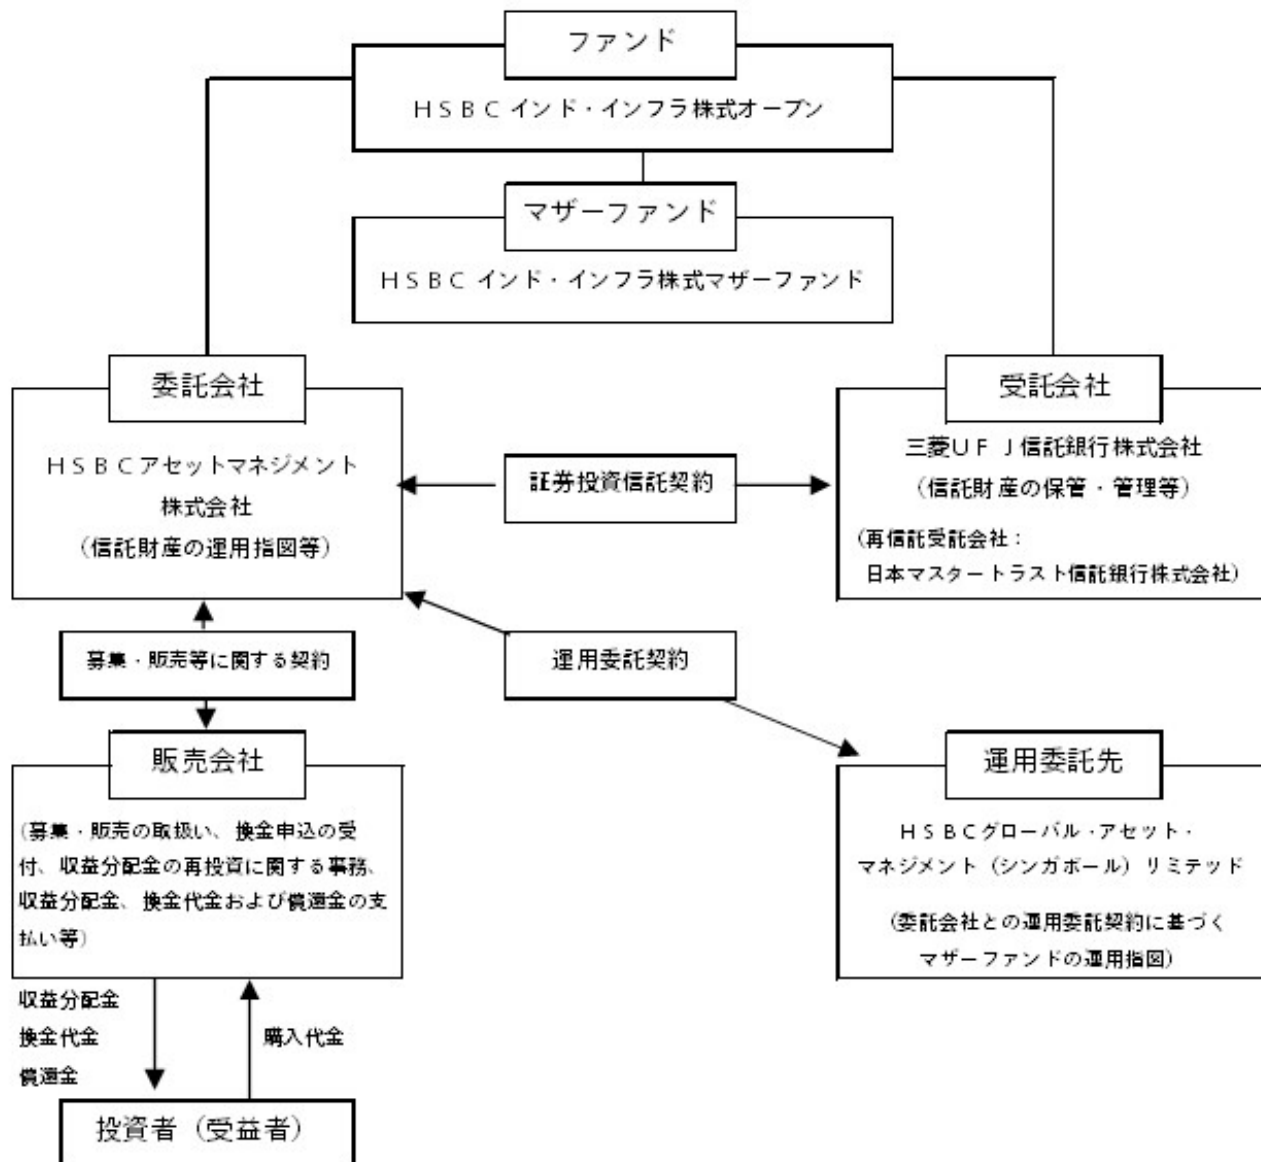 ファンド
HSBC インド・インフラ株式オープン
マザーファンド
HSBC インド・インフラ株式マザーファンド
委託会社
HSBCアセットマネジメント
株式会社
（信託財産の運用指図等）
証券投資信託契約
受託会社
三菱UFJ信託銀行株式会社
（信託財産の保管・管理等）
（再信託受託会社：
日本マスタートラスト信託銀行株式会社）
募集・販売等に関する契約
運用委託契約
販売会社
（募集・販売の取扱い、換金申込の受
付、収益分配金の再投資に関する事務、
収益分配金、換金代金および償還金の支
払い等）
運用委託先
HSBCグローバル・アセット・
マネジメント（シンガポール）リミテッド
（委託会社との運用委託契約に基づく
マザーファンドの運用指図）
収益分配金
換金代金
償還金
購入代金
投資者（受益者）